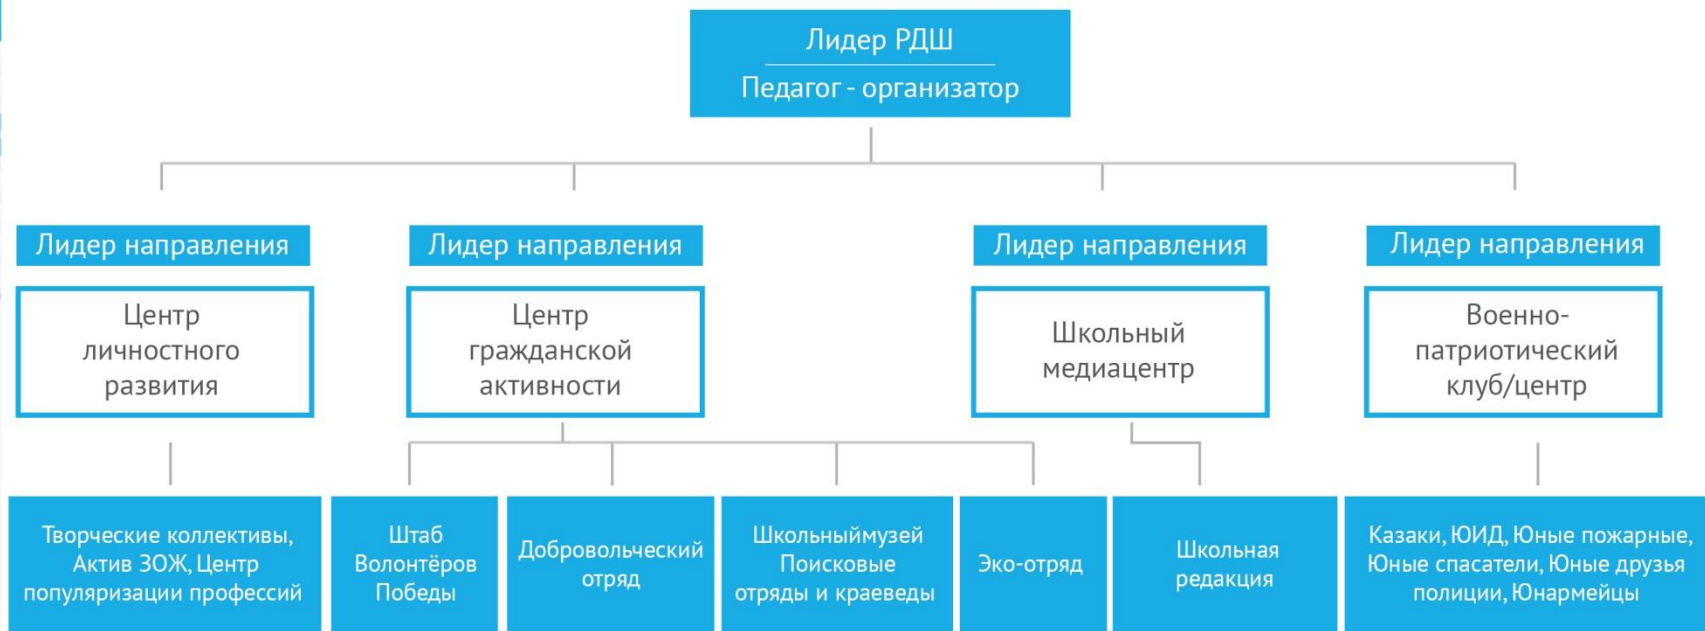 Лидер РДШ
Педагог - организатор
Лидер направления
Лидер направления
Лидер направления
Лидер направления
Центр
личностного
развития
Центр
гражданской
активности
Школьный
медиацентр
Военно-
патриотический
клуб/центр
Творческие коллективы,
Актив ЗОЖ, Центр
популяризации профессий
Штаб
Волонтёров
Победы
Добровольческий
отряд
Школьныймузей
Поисковые
отряды и краеведы
Эко-отряд
Школьная
редакция
Казаки, ЮИД, Юные пожарные,
Юные спасатели, Юные друзья
полиции, Юнармейцы